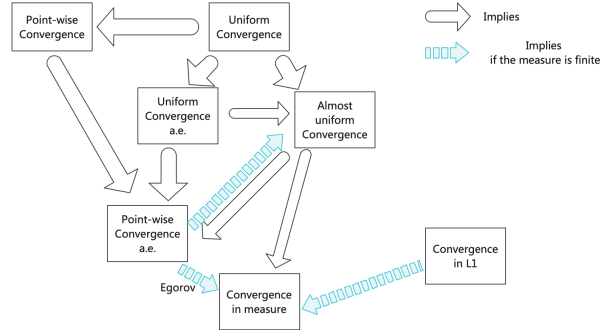 Point-wise
Convergence
Uniform
Convergence
Implies
Implies
if the measure is finite
Uniform
Convergence
a.e.
Almost
uniform
Convergence
Point-wise
Convergence
a.e.
Convergence
in L1
Egorov
Convergence
in measure